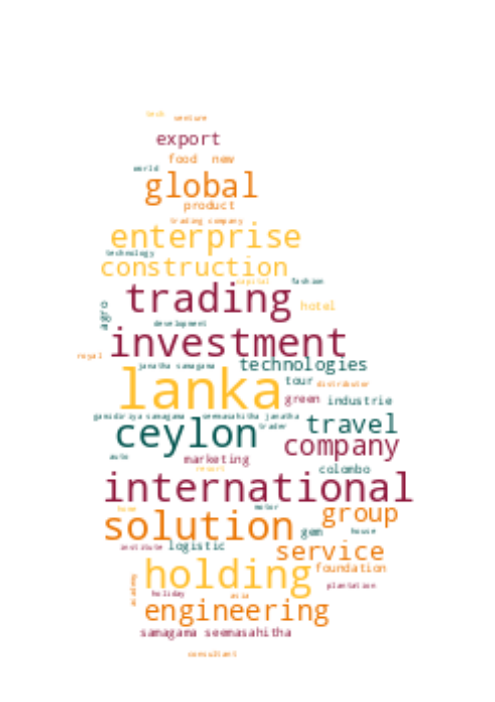 tech venture
export
food new
world
global
product
trading company
enterprise
technology
construction
capital fashion
trading
hotel
agro
development
investment
royal
janatha samagama technologies
lanka
tour distributor
green industrie
gamidiriya samagama seemasahitha janatha
travel
ceylon
trader
company
auto
marketing
resort
colombo
international
home
motor
group
solution
gem house
institute logistic
service
holding
foundation
plantation
academy
holiday asia
engineering
samagama seemasahitha
consultant